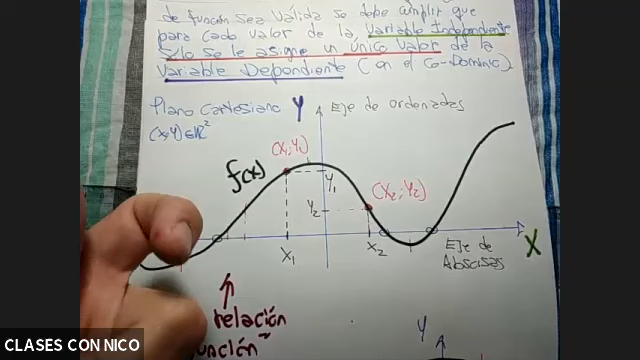 de función sea válida se debe cumplir que
para cada valor de la variable Independiente
sólo se le asigne un único valor de la
Variable Dependiente (en el Co-Dominio).
Plano Cartesiano Y Eje de ordenadas
(x,y)∈ℝ²
(x₁;y₁)
f(x)
y₁
(x₂;y₂)
y₂
x₁
x₂
Eje de
Abscisas
X
relación
función"
Y
CLASES CON NICO